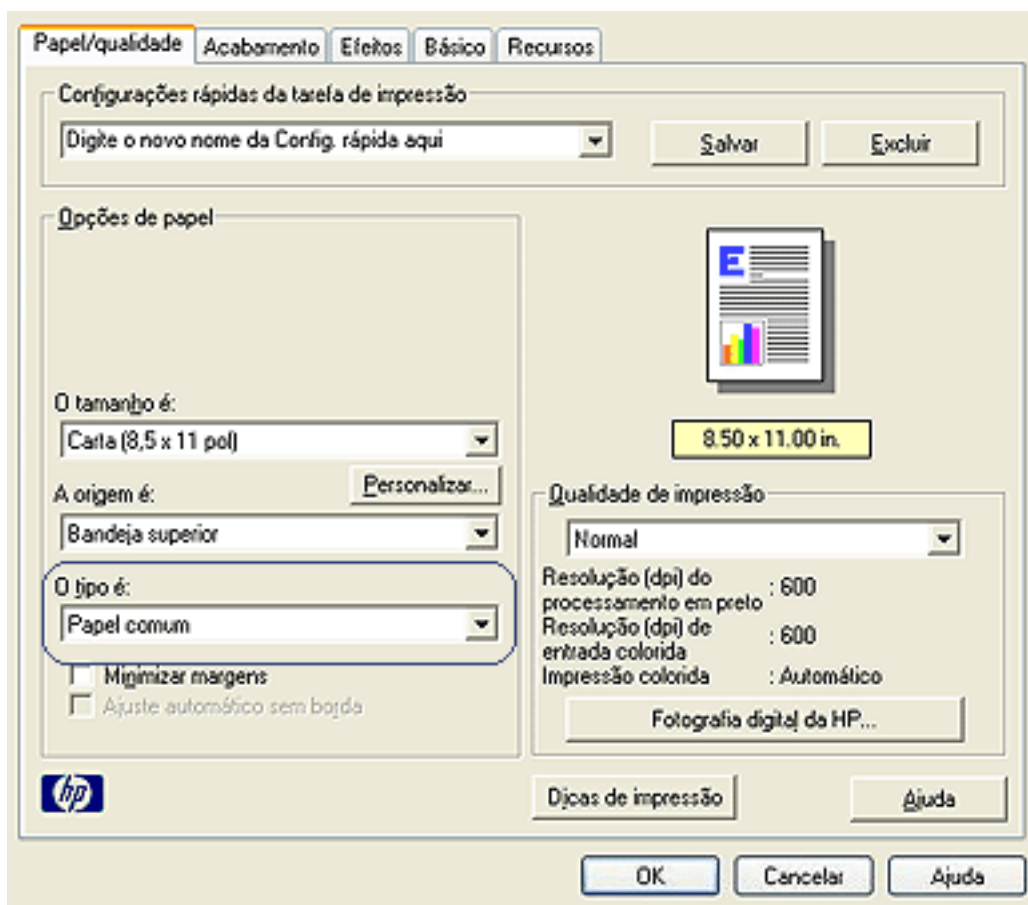 Papel/qualidade Acabamento Efeitos Básico Recursos
Configurações rápidas da tarefa de impressão
Digite o novo nome da Config. rápida aqui
Salvar Excluir
Opções de papel
E
O tamanho é:
Carta (8,5 x 11 pol)
8.50 x 11.00 in.
A origem é:
Personalizar...
Bandeja superior
O tipo é:
Papel comum
Minimizar margens
Ajuste automático sem borda
Qualidade de impressão
Normal
Resolução (dpi) do
processamento em preto : 600
Resolução (dpi) de
entrada colorida : 600
Impressão colorida : Automático
Fotografia digital da HP...
hp
Dicas de impressão Ajuda
OK Cancelar Ajuda